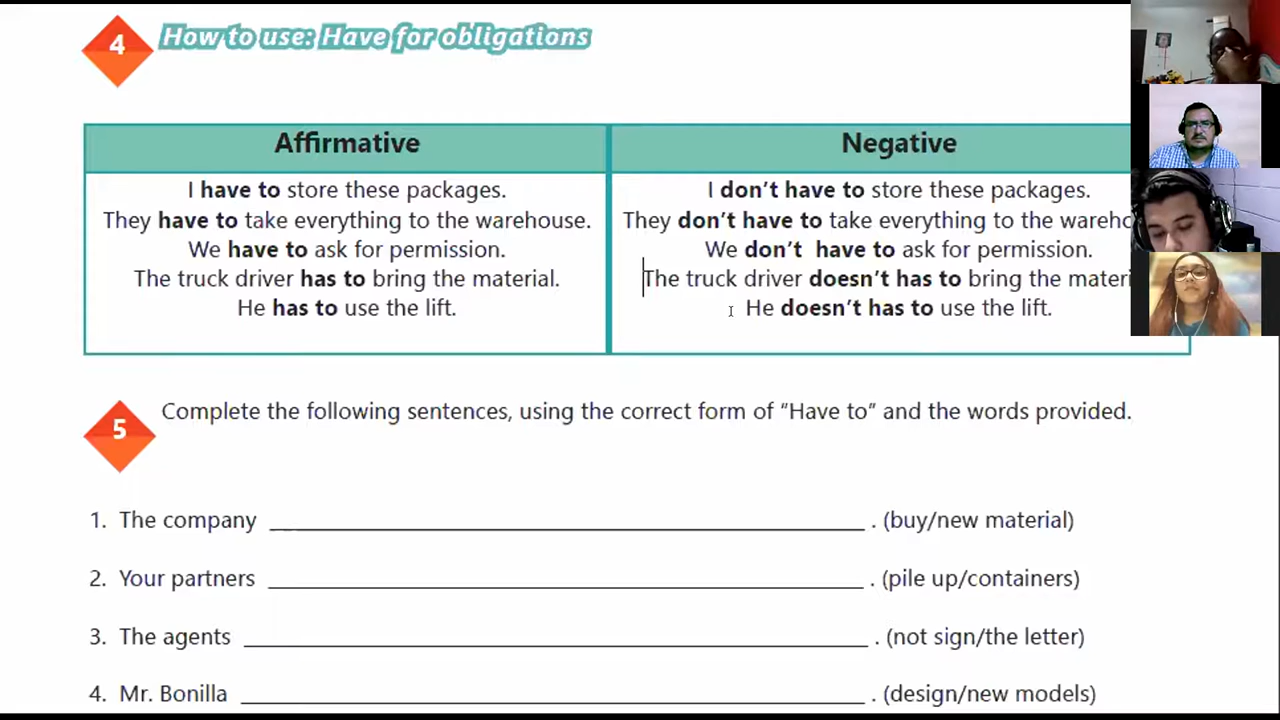 4
How to use: Have for obligations
Affirmative
Negative
I have to store these packages.
They have to take everything to the warehouse.
We have to ask for permission.
The truck driver has to bring the material.
He has to use the lift.
I don't have to store these packages.
They don't have to take everything to the
We don't have to ask for permission.
The truck driver doesn't has to bring the
He doesn't has to use the lift.
5
Complete the following sentences, using the correct form of “Have to” and the words provided.
1. The company ______________________________ . (buy/new material)
2. Your partners ______________________________ . (pile up/containers)
3. The agents ______________________________ . (not sign/the letter)
4. Mr. Bonilla ______________________________ . (design/new models)